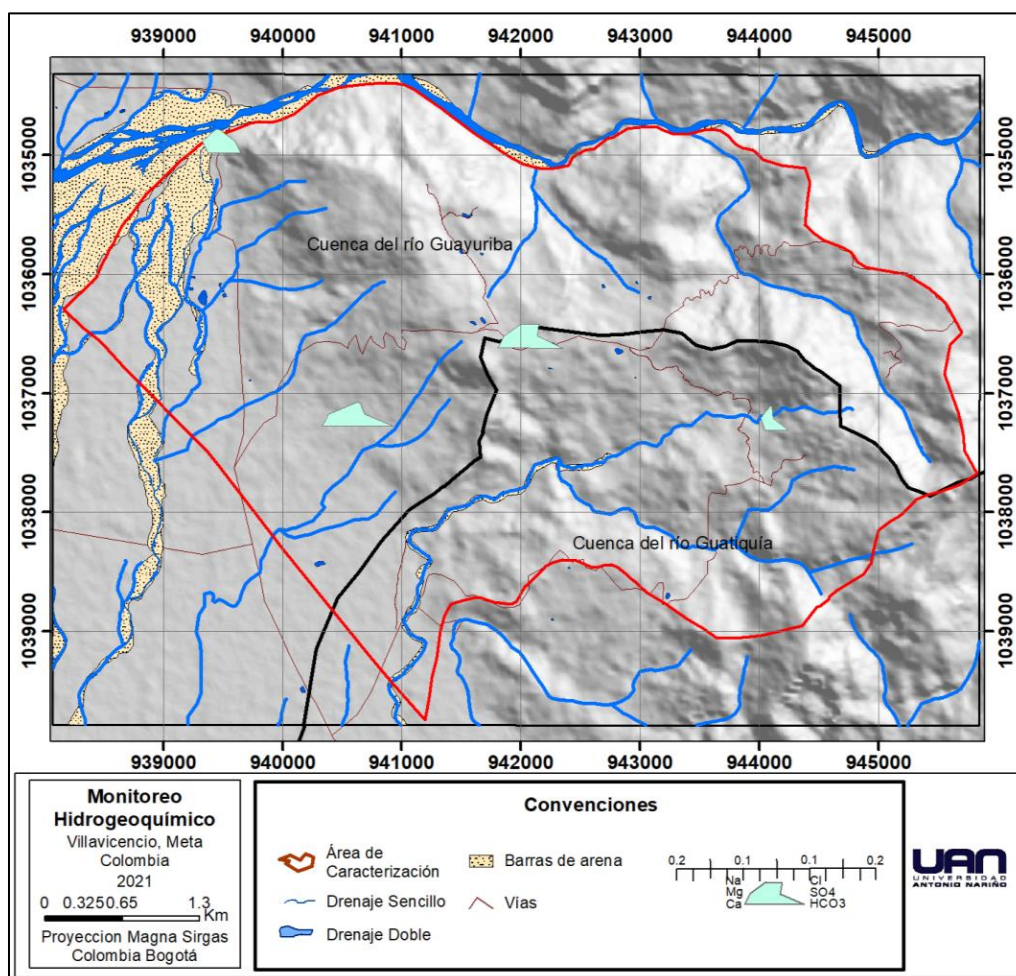 939000 940000 941000 942000 943000 944000 945000
1035000 1035000
Cuenca del río Guayuriba
1036000 1036000
1037000 1037000
1038000 1038000
Cuenca del río Guatiquía
1039000 1039000
939000 940000 941000 942000 943000 944000 945000
Monitoreo
Hidrogeoquímico
Villavicencio, Meta
Colombia
2021
0 0.325 0.65 1.3
Km
Proyeccion Magna Sirgas
Colombia Bogotá
Convenciones
Área de
Caracterización
Drenaje Sencillo
Drenaje Doble
Barras de arena
Vías
0.2 0.1 0.1 0.2
Na Cl
Mg SO4
Ca HCO3
UAN
UNIVERSIDAD
ANTONIO NARIÑO